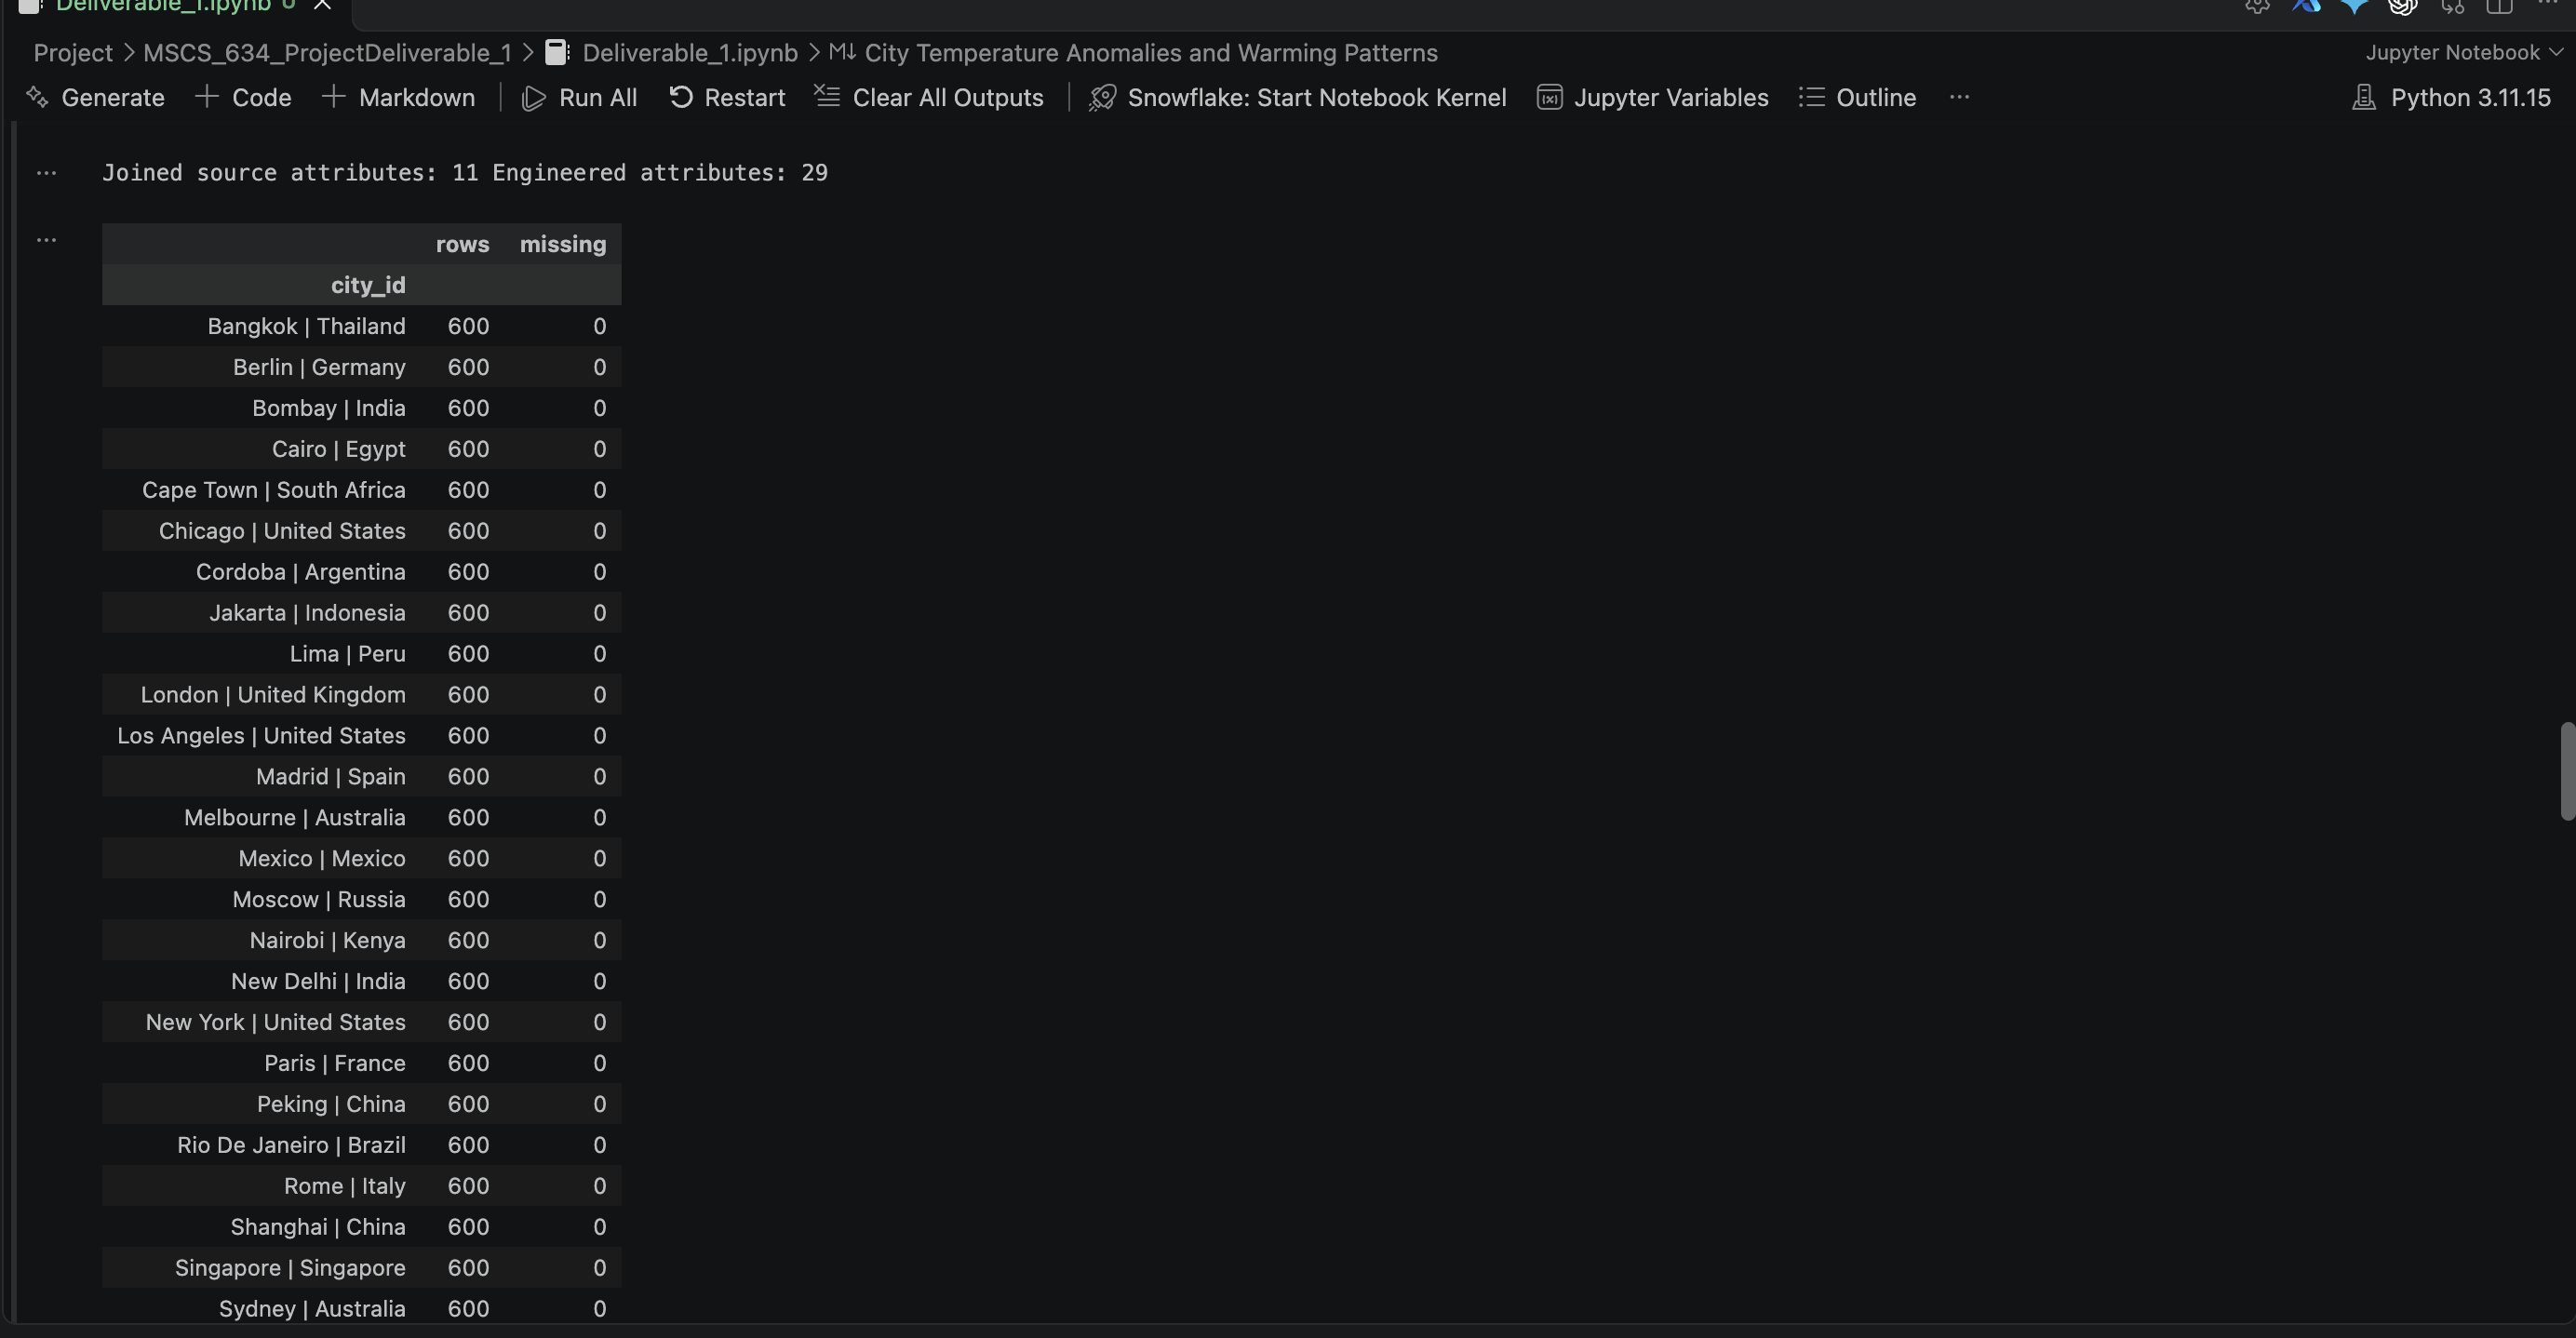 Deliverable_1.ipynb U
Project > MSCS_634_ProjectDeliverable_1 > Deliverable_1.ipynb > M↓ City Temperature Anomalies and Warming Patterns
Jupyter Notebook
Generate + Code + Markdown | Run All Restart Clear All Outputs | Snowflake: Start Notebook Kernel Jupyter Variables Outline ...
Python 3.11.15
... Joined source attributes: 11 Engineered attributes: 29
... rows missing
city_id
Bangkok | Thailand 600 0
Berlin | Germany 600 0
Bombay | India 600 0
Cairo | Egypt 600 0
Cape Town | South Africa 600 0
Chicago | United States 600 0
Cordoba | Argentina 600 0
Jakarta | Indonesia 600 0
Lima | Peru 600 0
London | United Kingdom 600 0
Los Angeles | United States 600 0
Madrid | Spain 600 0
Melbourne | Australia 600 0
Mexico | Mexico 600 0
Moscow | Russia 600 0
Nairobi | Kenya 600 0
New Delhi | India 600 0
New York | United States 600 0
Paris | France 600 0
Peking | China 600 0
Rio De Janeiro | Brazil 600 0
Rome | Italy 600 0
Shanghai | China 600 0
Singapore | Singapore 600 0
Sydney | Australia 600 0